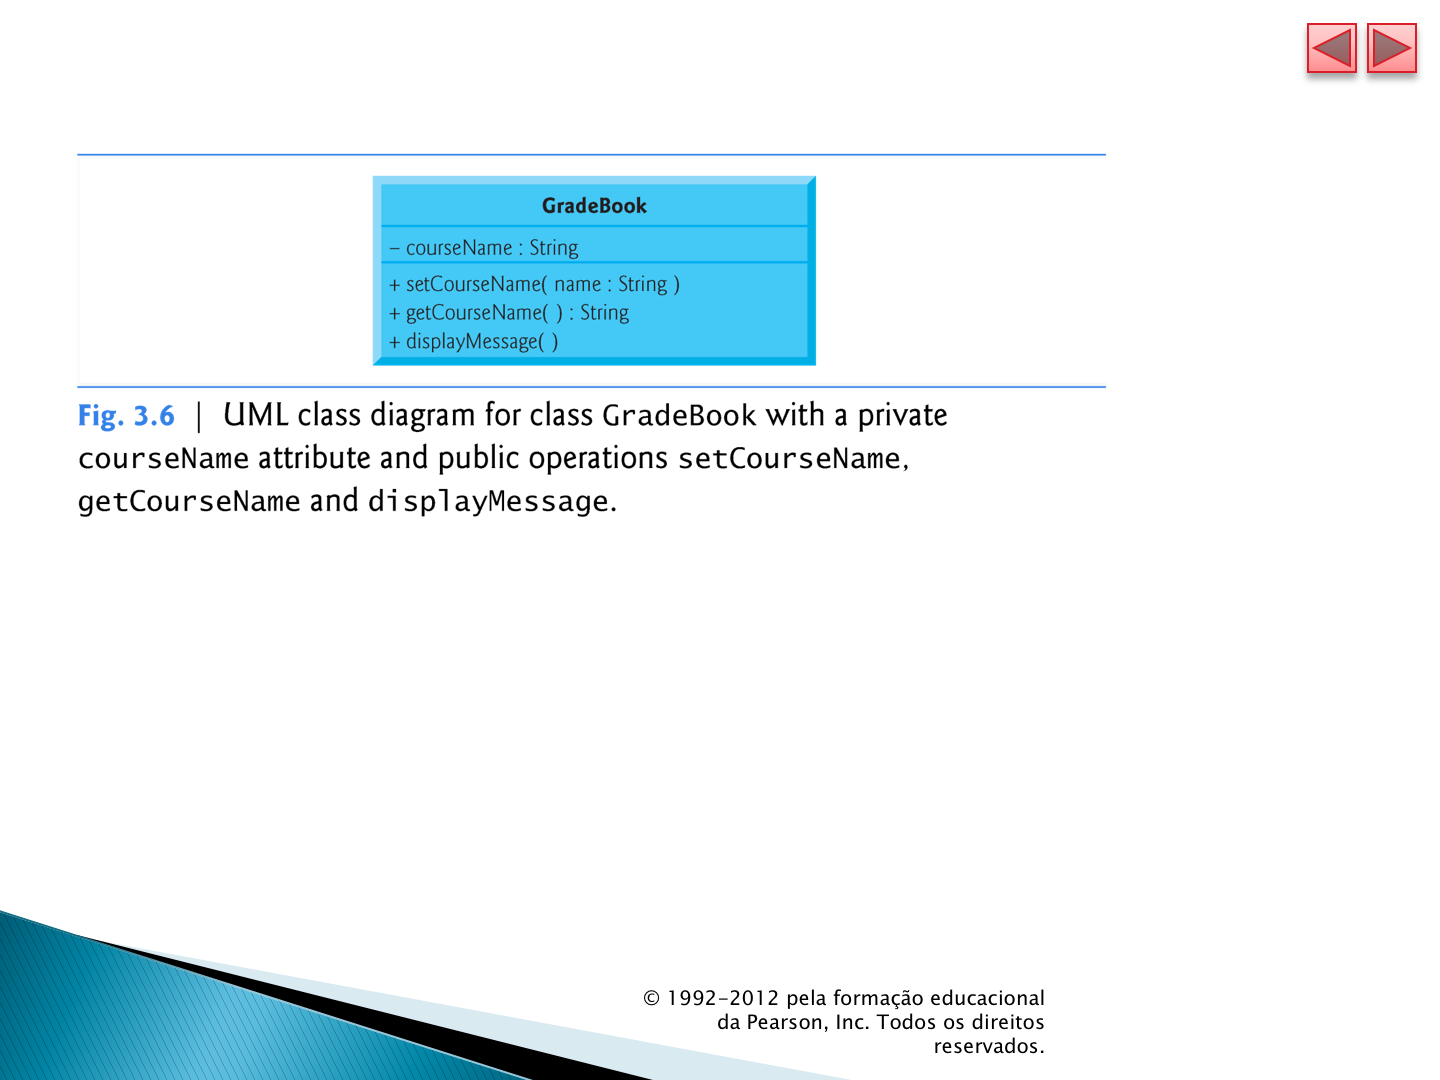 GradeBook
– courseName : String
+ setCourseName( name : String )
+ getCourseName( ) : String
+ displayMessage( )
Fig. 3.6 | UML class diagram for class GradeBook with a private
courseName attribute and public operations setCourseName,
getCourseName and displayMessage.
© 1992-2012 pela formação educacional
da Pearson, Inc. Todos os direitos
reservados.